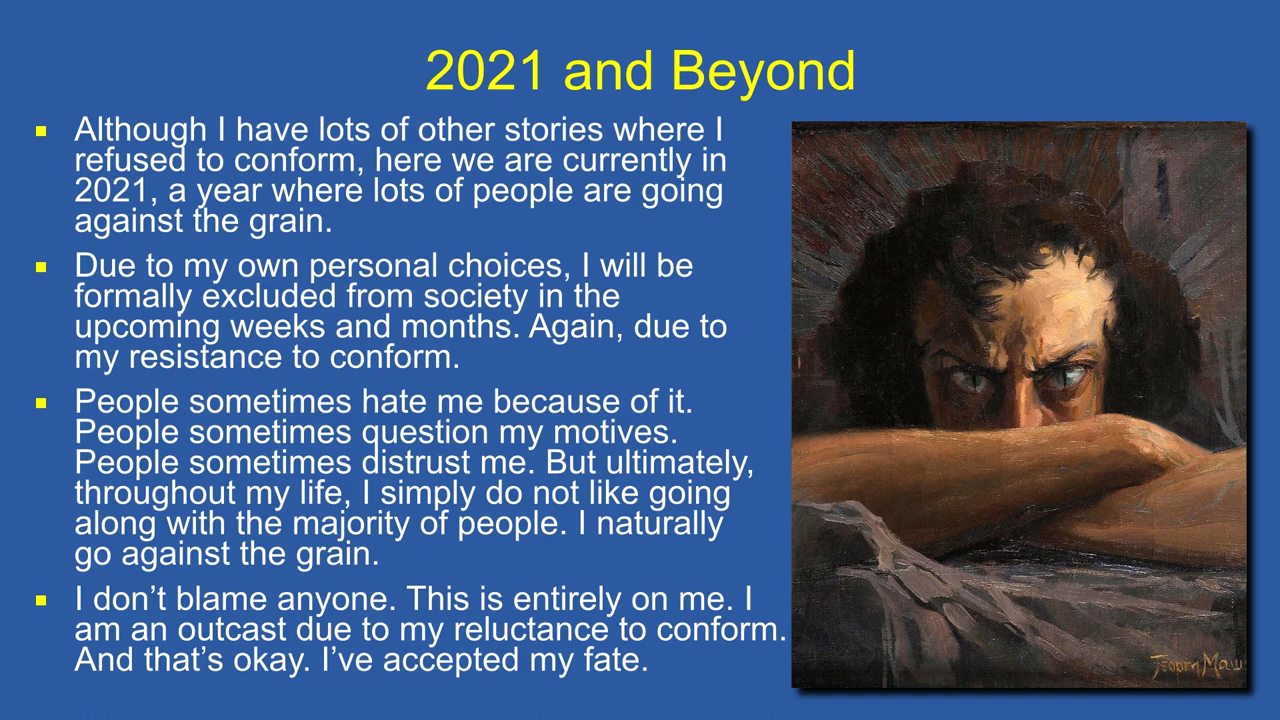 2021 and Beyond
Although I have lots of other stories where I
refused to conform, here we are currently in
2021, a year where lots of people are going
against the grain.
Due to my own personal choices, I will be
formally excluded from society in the
upcoming weeks and months. Again, due to
my resistance to conform.
People sometimes hate me because of it.
People sometimes question my motives.
People sometimes distrust me. But ultimately,
throughout my life, I simply do not like going
along with the majority of people. I naturally
go against the grain.
I don’t blame anyone. This is entirely on me. I
am an outcast due to my reluctance to conform.
And that’s okay. I’ve accepted my fate.